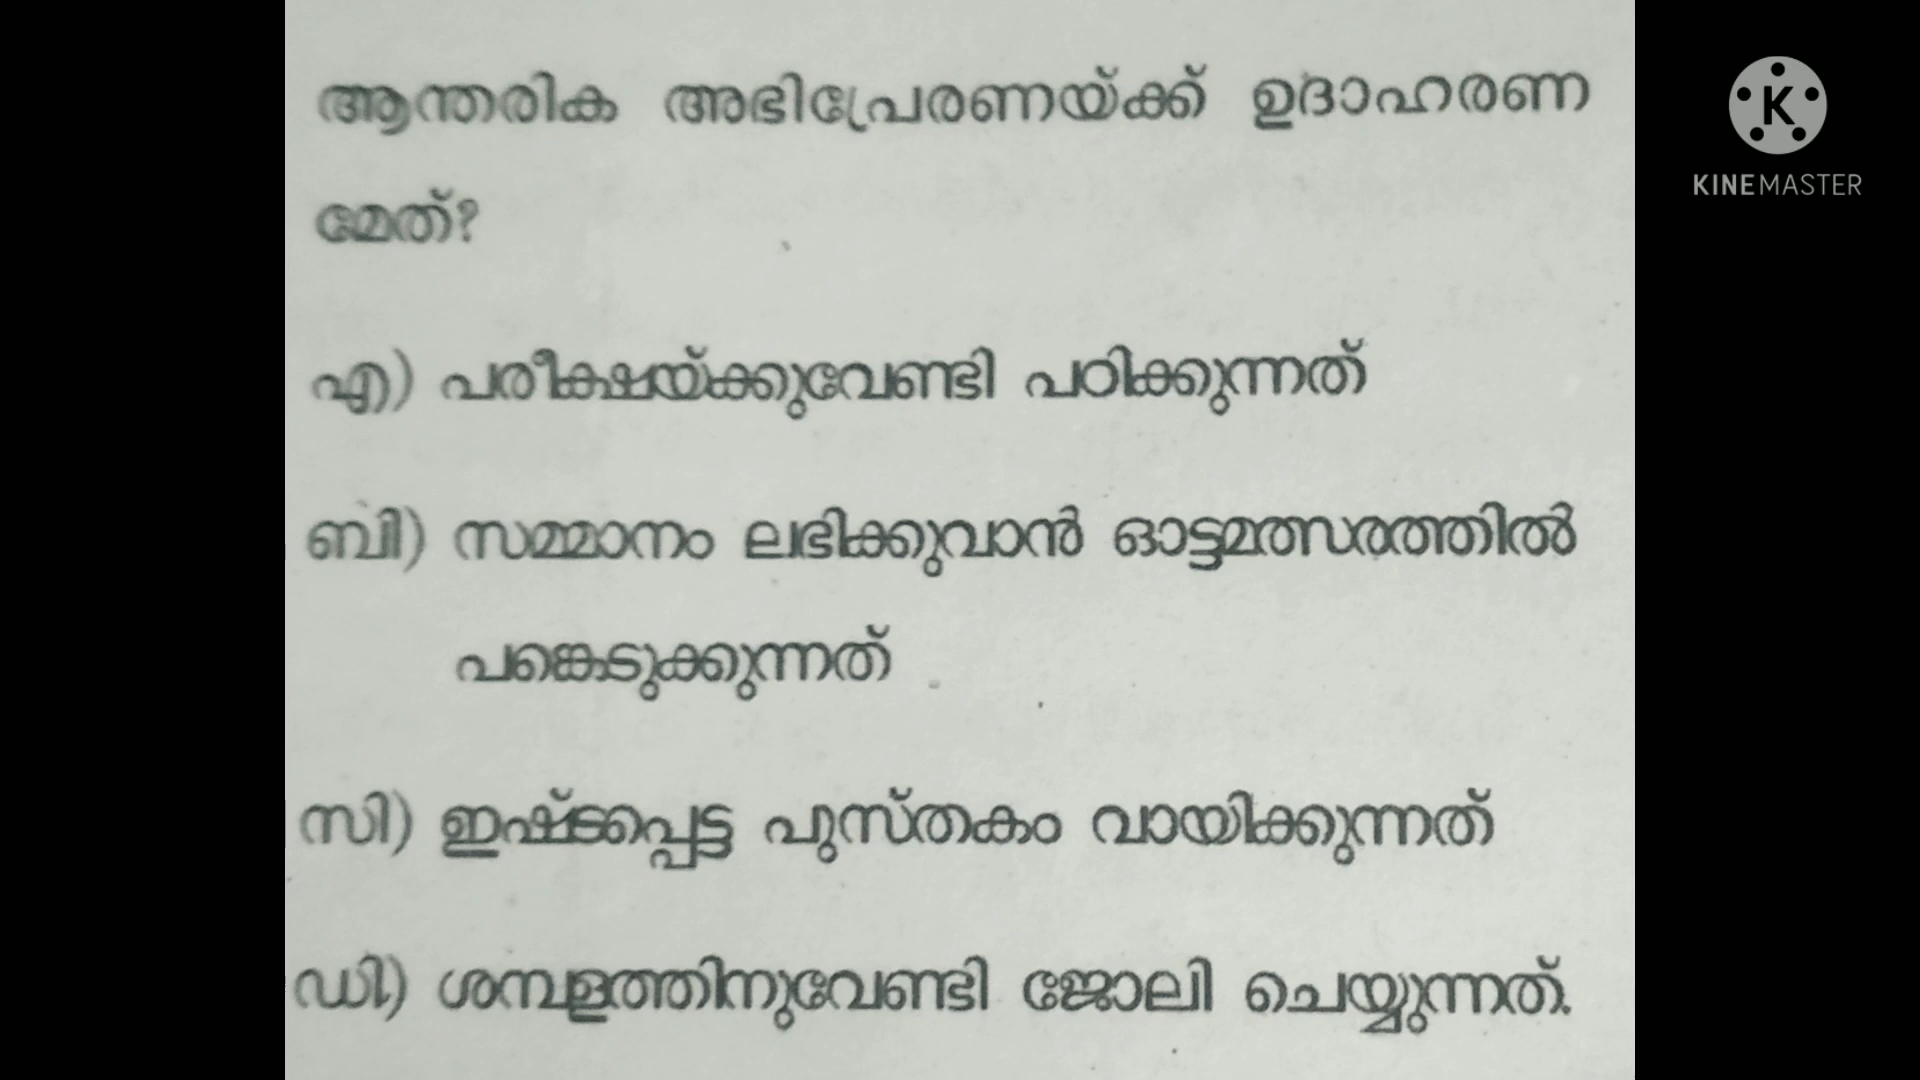 ആന്തരിക അഭിപ്രേരണയ്ക്ക് ഉദാഹരണ
മേത്?
എ) പരീക്ഷയ്ക്കുവേണ്ടി പഠിക്കുന്നത്
ബി) സമ്മാനം ലഭിക്കുവാൻ ഓട്ടമത്സരത്തിൽ
പങ്കെടുക്കുന്നത്
സി) ഇഷ്ടപ്പെട്ട പുസ്തകം വായിക്കുന്നത്
ഡി) ശമ്പളത്തിനുവേണ്ടി ജോലി ചെയ്യുന്നത്.
K
KINEMASTER